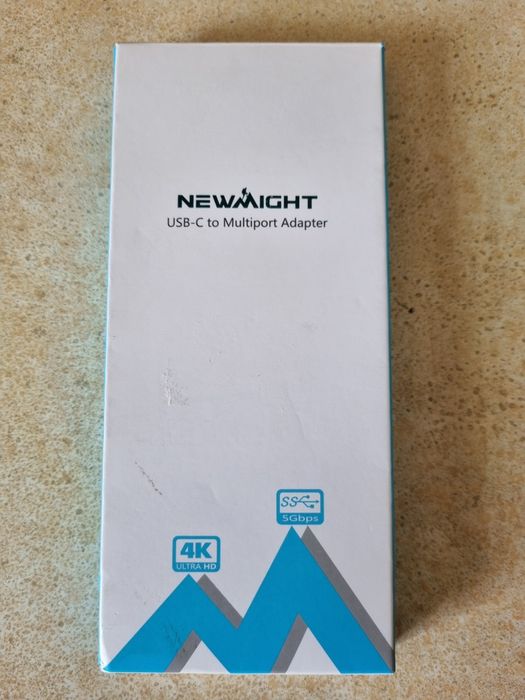 NEWMIGHT
USB-C to Multiport Adapter
SS
5Gbps
4K
ULTRA HD